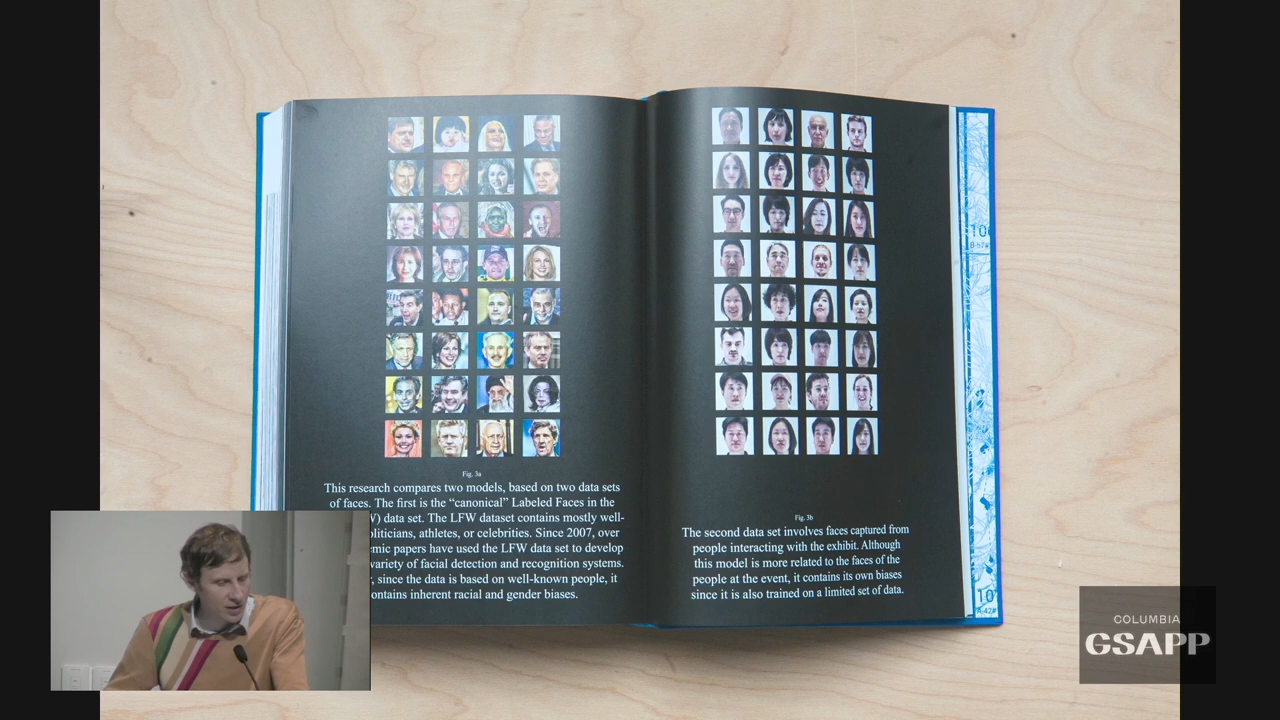 Fig. 3a
This research compares two models, based on two data sets
of faces. The first is the “canonical” Labeled Faces in the
W) data set. The LFW dataset contains mostly well-
oliticians, athletes, or celebrities. Since 2007, over
emic papers have used the LFW data set to develop
variety of facial detection and recognition systems.
, since the data is based on well-known people, it
ontains inherent racial and gender biases.
Fig. 3b
The second data set involves faces captured from
people interacting with the exhibit. Although
this model is more related to the faces of the
people at the event, it contains its own biases
since it is also trained on a limited set of data.
COLUMBIA
GSAPP